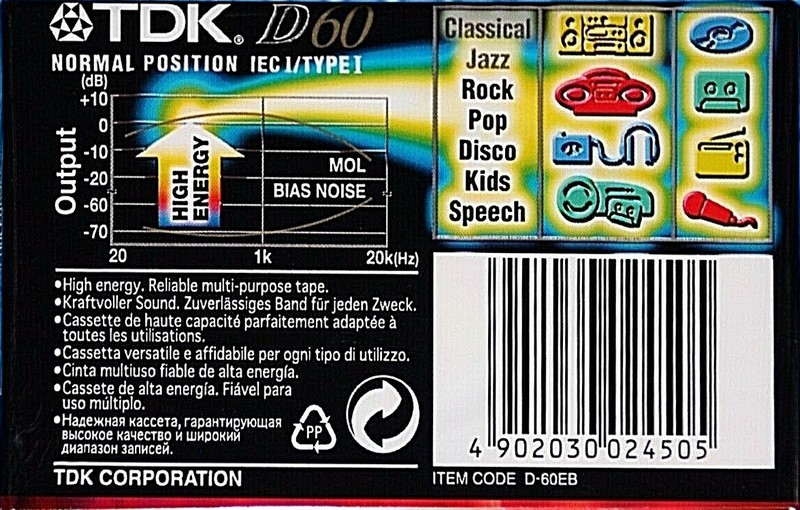 TDK. D60
NORMAL POSITION IEC I/TYPE I
(dB)
+10
0
-10
-20
-60
-70
Output
HIGH ENERGY
MOL
BIAS NOISE
20 1k 20k(Hz)
Classical
Jazz
Rock
Pop
Disco
Kids
Speech
•High energy. Reliable multi-purpose tape.
•Kraftvoller Sound. Zuverlässiges Band für jeden Zweck.
•Cassette de haute capacité parfaitement adaptée à
toutes les utilisations.
•Cassetta versatile e affidabile per ogni tipo di utilizzo.
•Cinta multiuso fiable de alta energía.
•Cassete de alta energía. Fiável para
uso múltiplo.
•Надежная кассета, гарантирующая
высокое качество и широкий
диапазон записей.
PP
TDK CORPORATION
4 902030 024505
ITEM CODE D-60EB